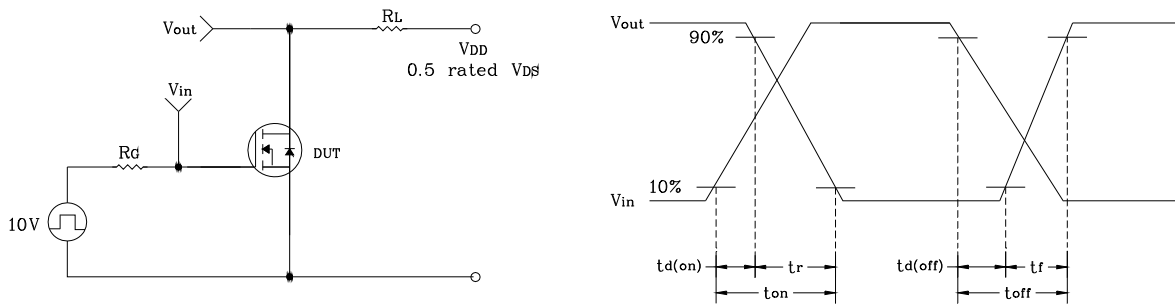 Vout
RL
VDD
0.5 rated VDS
Vin
RG
DUT
10V
Vout
90%
10%
Vin
td(on)
tr
ton
td(off)
tf
toff